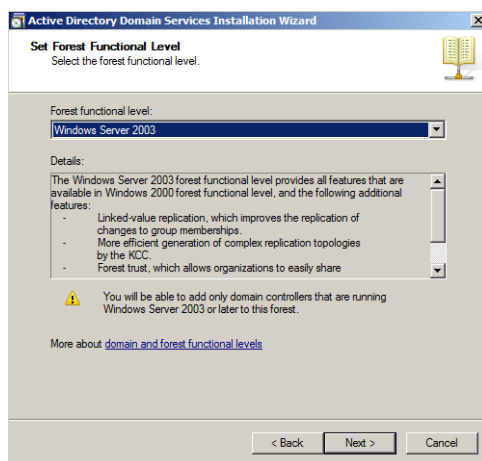 Active Directory Domain Services Installation Wizard
Set Forest Functional Level
Select the forest functional level.
Forest functional level:
Windows Server 2003
Details:
The Windows Server 2003 forest functional level provides all features that are
available in Windows 2000 forest functional level, and the following additional
features:
- Linked-value replication, which improves the replication of
changes to group memberships.
- More efficient generation of complex replication topologies
by the KCC.
- Forest trust, which allows organizations to easily share
You will be able to add only domain controllers that are running
Windows Server 2003 or later to this forest.
More about domain and forest functional levels
< Back Next > Cancel